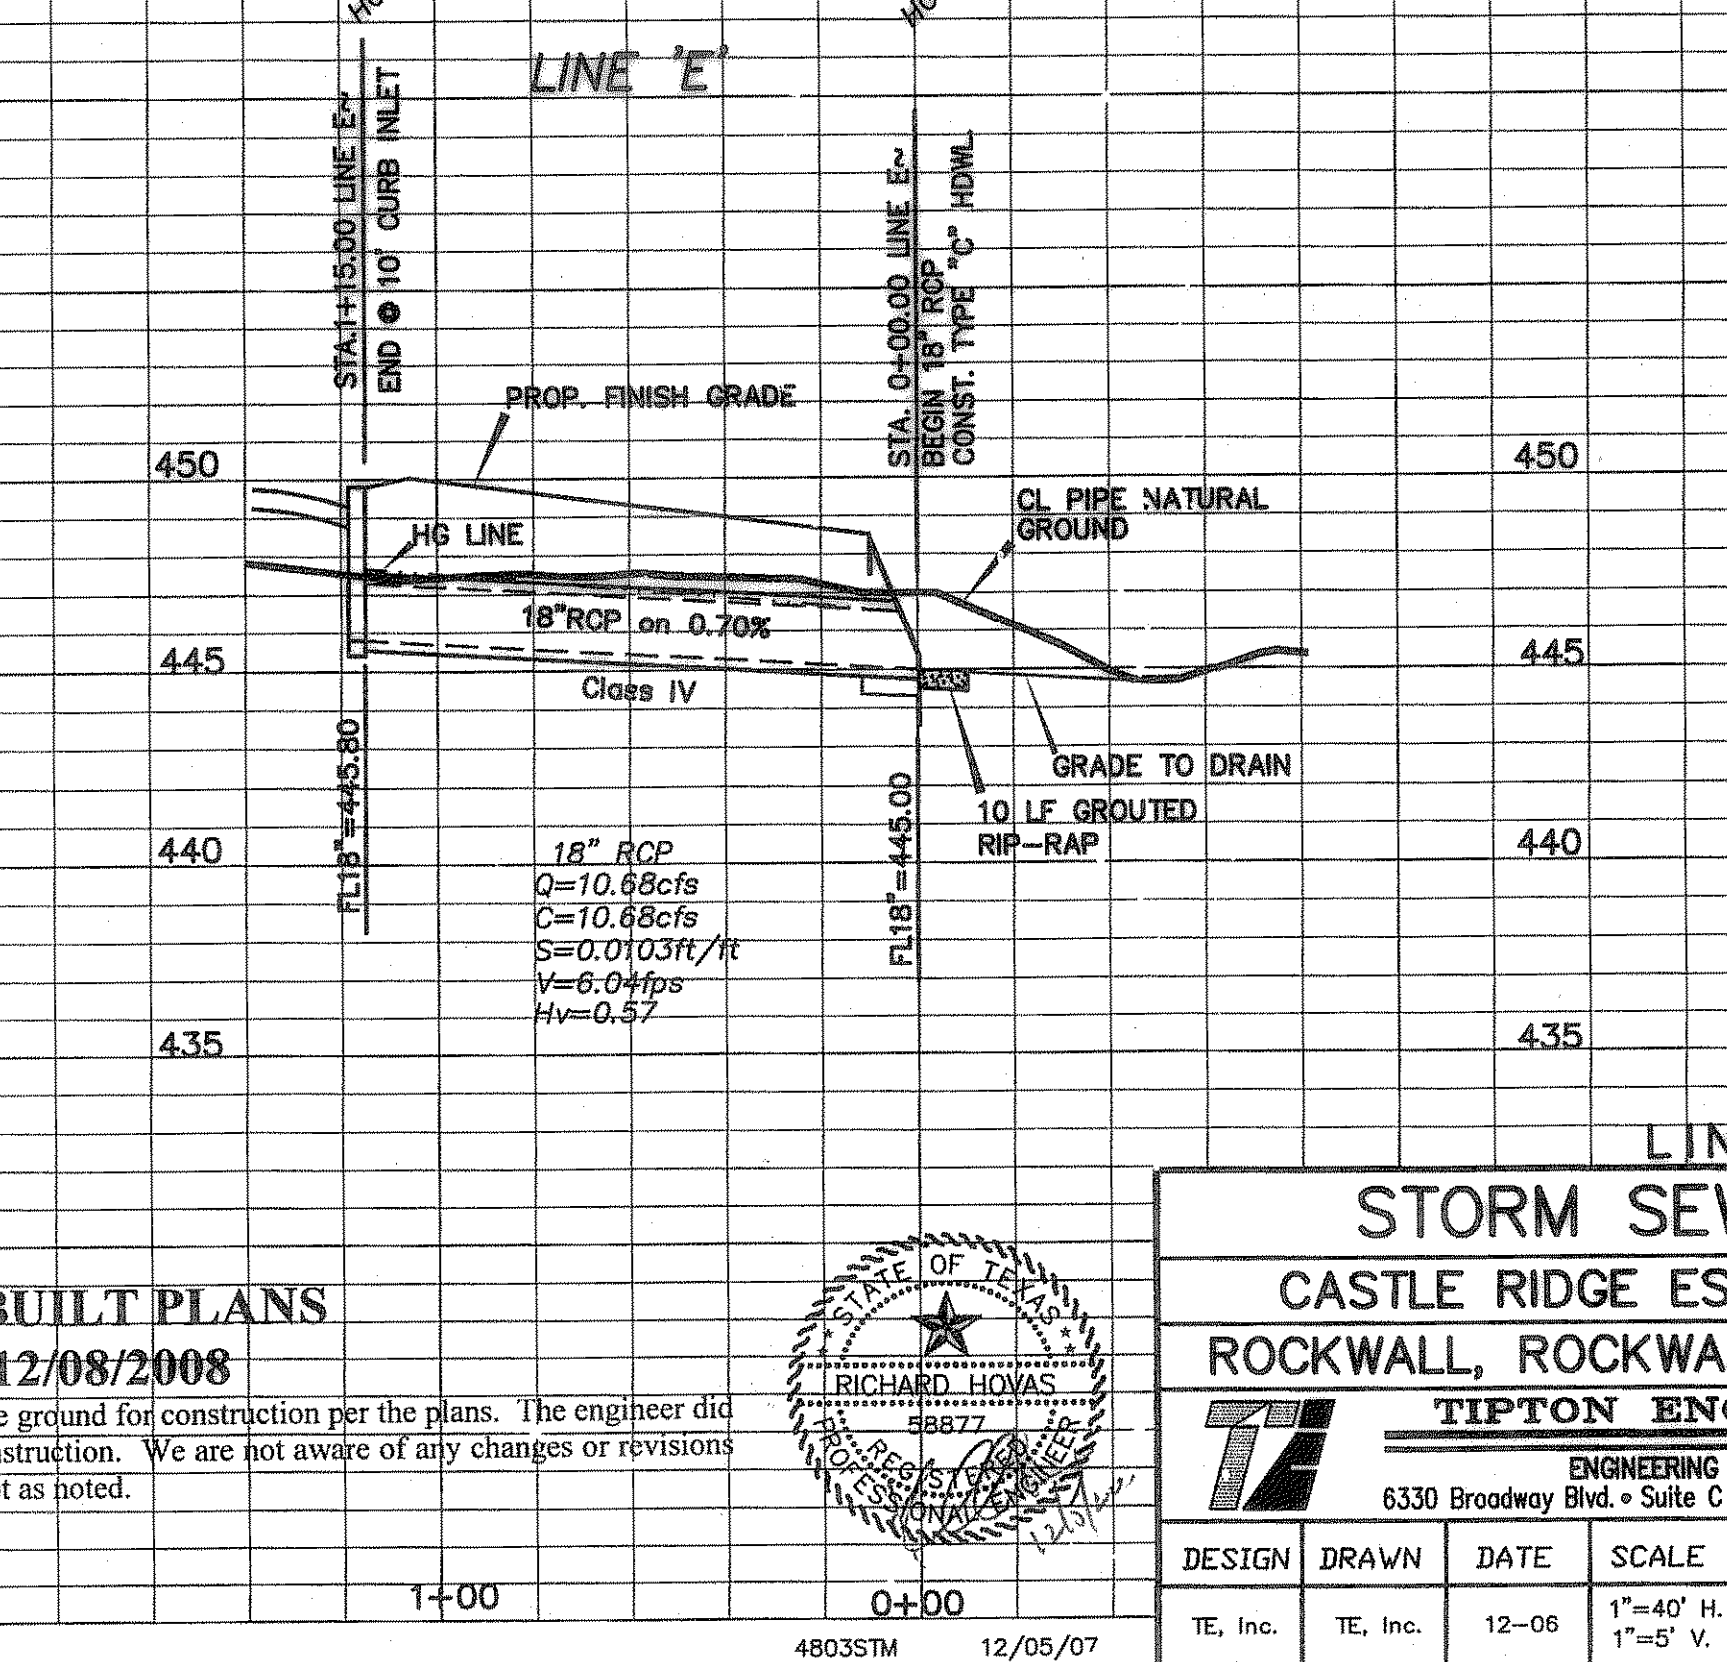 LINE 'E'
STA.1+15.00 LINE E~
END @ 10' CURB INLET
STA. 0+00.00 LINE E~
BEGIN 18" RCP
CONST. TYPE "C" HDWL
PROP. FINISH GRADE
450
450
CL PIPE NATURAL
GROUND
HG LINE
18"RCP on 0.70%
445
445
Class IV
FL18"=445.80
FL18"=445.00
GRADE TO DRAIN
10 LF GROUTED
RIP-RAP
440
440
18" RCP
Q=10.68cfs
C=10.68cfs
S=0.0103ft/ft
V=6.04fps
Hv=0.57
435
435
LIN
STORM SEW
CASTLE RIDGE ES
ROCKWALL, ROCKWA
TIPTON ENG
ENGINEERING
6330 Broadway Blvd. • Suite C
DESIGN DRAWN DATE SCALE
TE, Inc. TE, Inc. 12-06 1"=40' H.
1"=5' V.
BUILT PLANS
12/08/2008
e ground for construction per the plans. The engineer did
nstruction. We are not aware of any changes or revisions
t as noted.
STATE OF TEXAS
RICHARD HOVAS
58877
REGISTERED
PROFESSIONAL ENGINEER
1+00
0+00
4803STM 12/05/07